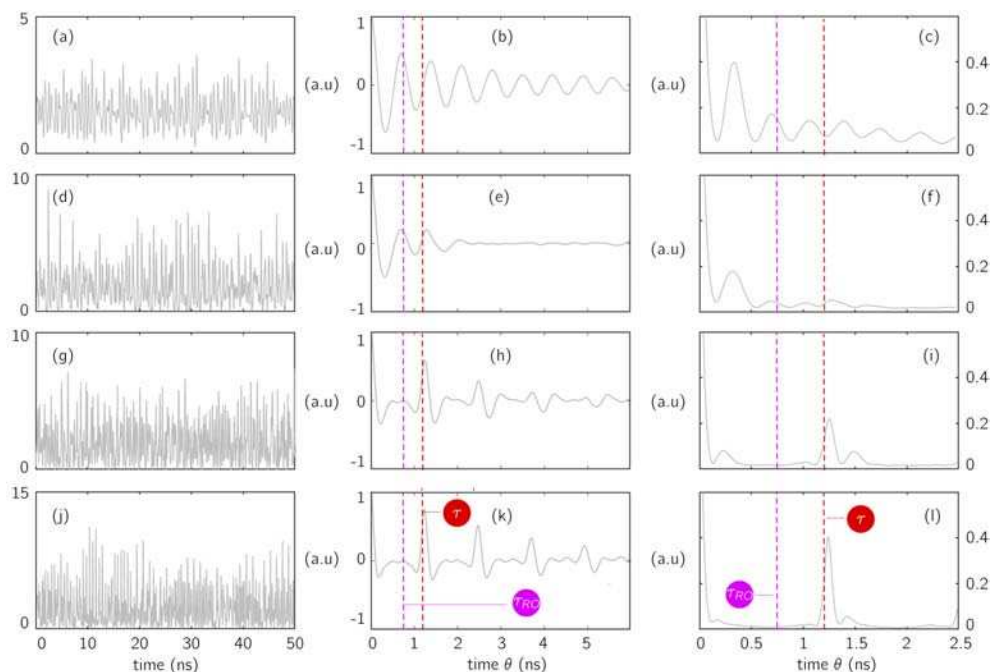 5
(a)
0
1
(b)
(a.u)
0
-1
(c)
(a.u)
0.4
0.2
0
10
(d)
0
1
(e)
(a.u)
0
-1
(f)
(a.u)
0.4
0.2
0
10
(g)
0
1
(h)
(a.u)
0
-1
(i)
(a.u)
0.4
0.2
0
15
(j)
0
1
(k)
(a.u)
0
-1
τ
τRO
(l)
(a.u)
τ
τRO
0.4
0.2
0
0 10 20 30 40 50
0 1 2 3 4 5
0 0.5 1 1.5 2 2.5
time (ns)
time θ (ns)
time θ (ns)